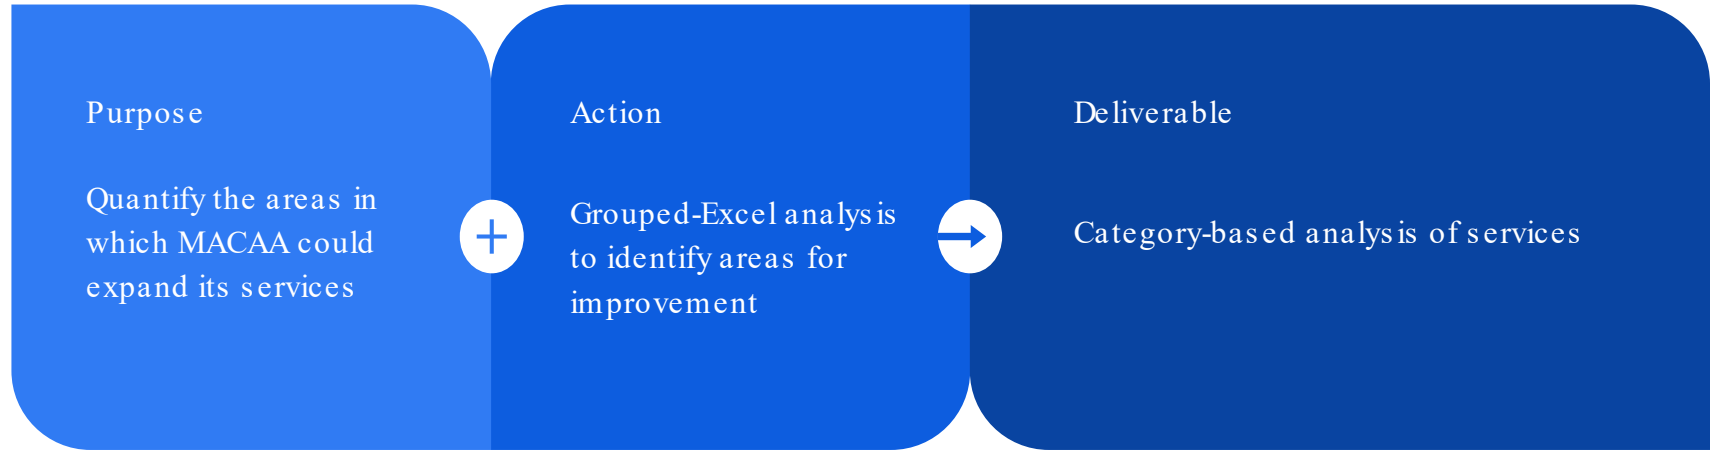 Purpose
Quantify the areas in
which MACAA could
expand its services
Action
Grouped-Excel analysis
to identify areas for
improvement
Deliverable
Category-based analysis of services